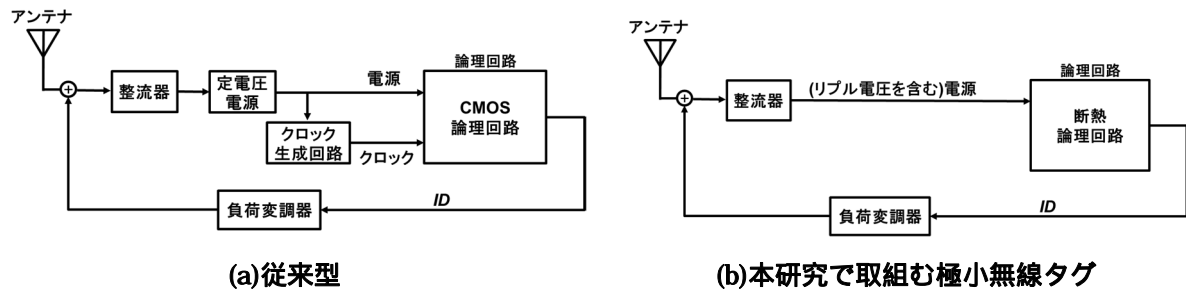 アンテナ
整流器
定電圧
電源
電源
クロック
生成回路
クロック
論理回路
CMOS
論理回路
負荷変調器
ID
(a)従来型
アンテナ
整流器
(リプル電圧を含む)電源
論理回路
断熱
論理回路
負荷変調器
ID
(b)本研究で取組む極小無線タグ